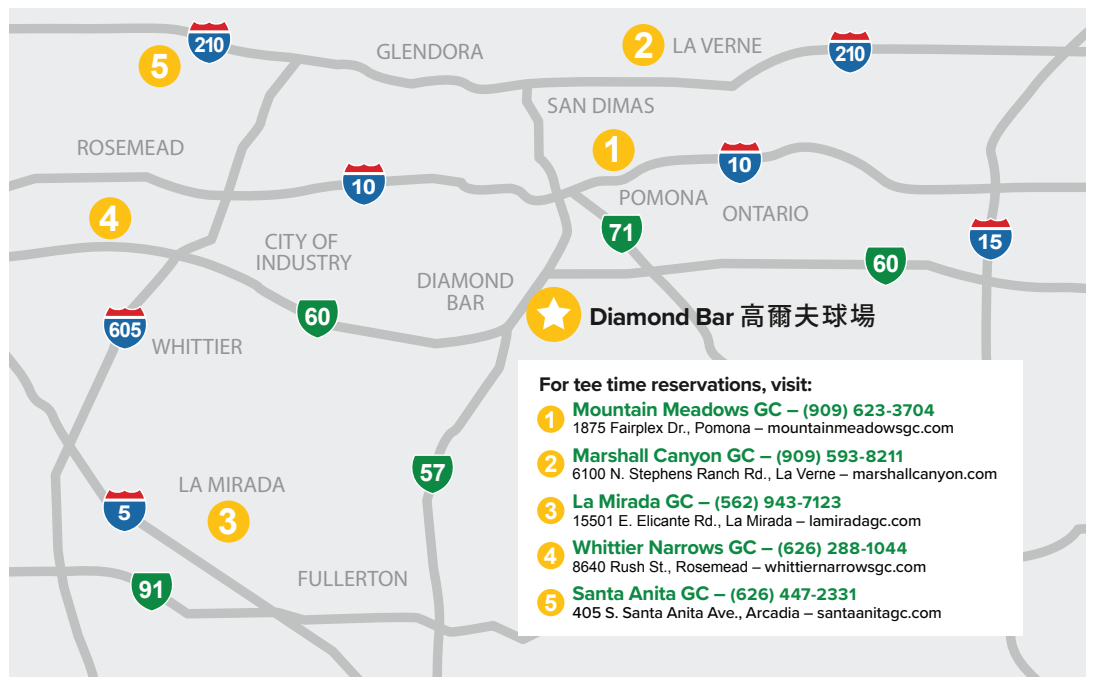 210
5
GLENDORA
2
LA VERNE
210
SAN DIMAS
ROSEMEAD
1
10
10
4
POMONA
ONTARIO
71
15
CITY OF
INDUSTRY
60
DIAMOND
BAR
60
605
WHITTIER
Diamond Bar 高爾夫球場
For tee time reservations, visit:
1 Mountain Meadows GC – (909) 623-3704
1875 Fairplex Dr., Pomona – mountainmeadowsgc.com
2 Marshall Canyon GC – (909) 593-8211
6100 N. Stephens Ranch Rd., La Verne – marshallcanyon.com
3 La Mirada GC – (562) 943-7123
15501 E. Elicante Rd., La Mirada – lamiradagc.com
4 Whittier Narrows GC – (626) 288-1044
8640 Rush St., Rosemead – whittiernarrowsgc.com
5 Santa Anita GC – (626) 447-2331
405 S. Santa Anita Ave., Arcadia – santaanitagc.com
57
LA MIRADA
5
3
FULLERTON
91